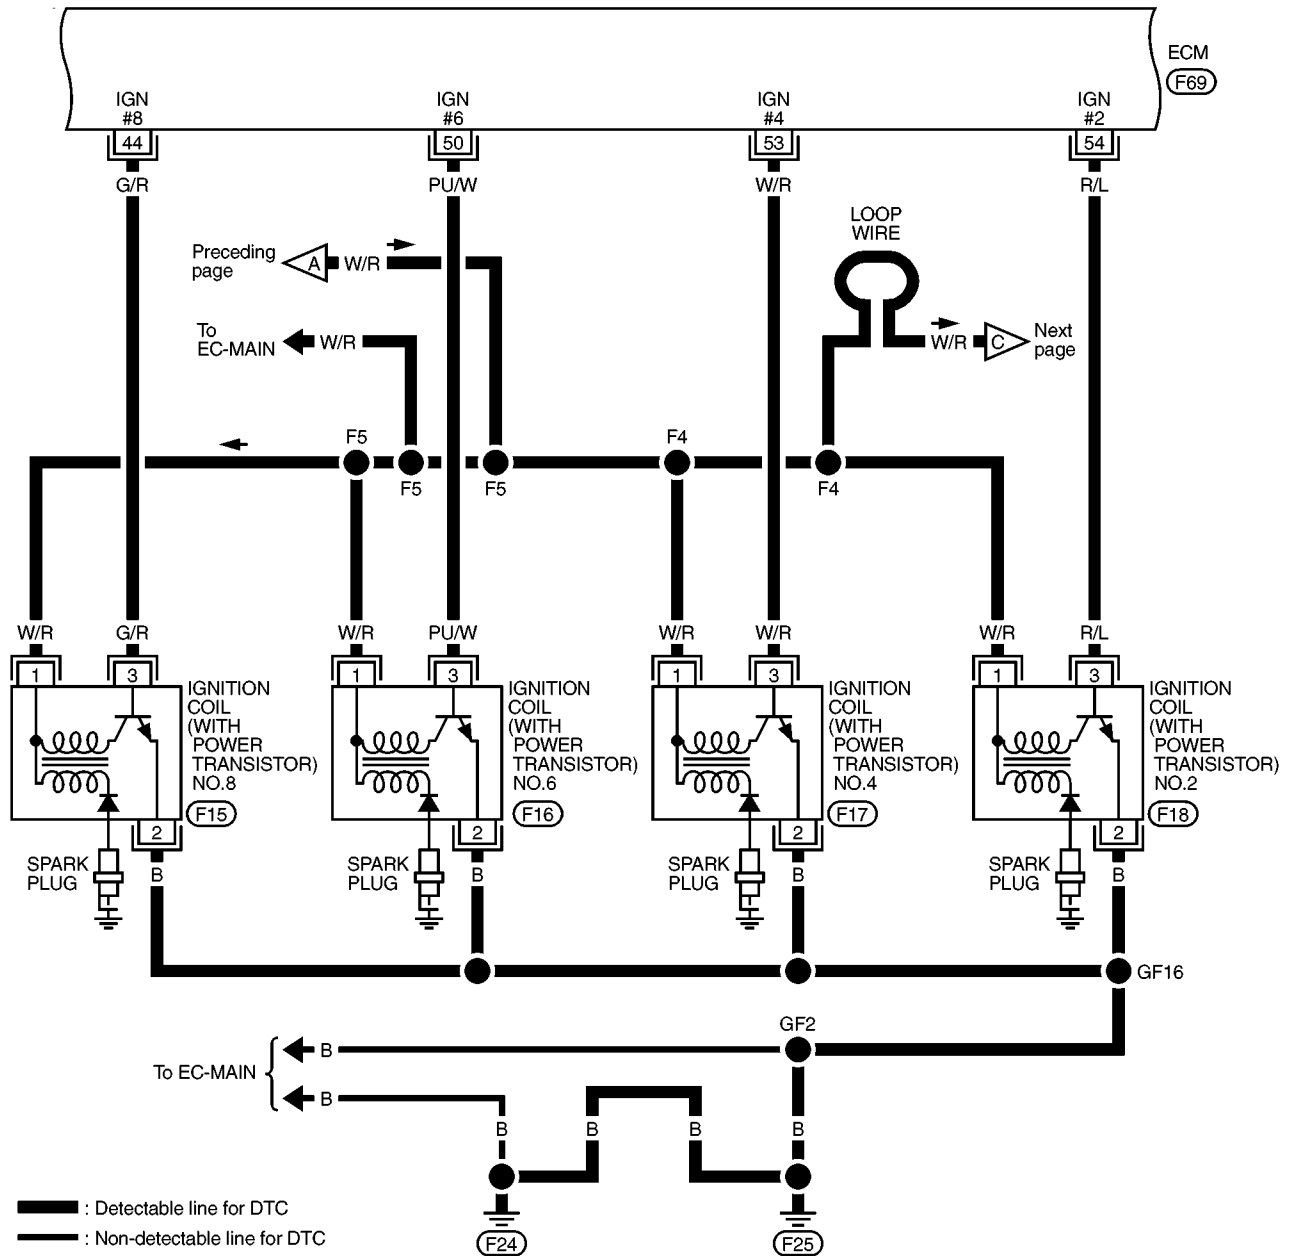 ECM
F69
IGN
#8
IGN
#6
IGN
#4
IGN
#2
44
50
53
54
G/R
PU/W
W/R
R/L
LOOP
WIRE
Preceding
page
A
W/R
To
EC-MAIN
W/R
W/R
C
Next
page
F5
F4
F5
F5
F4
W/R
G/R
W/R
PU/W
W/R
W/R
W/R
R/L
1
3
1
3
1
3
1
3
IGNITION
COIL
(WITH
POWER
TRANSISTOR)
NO.8
F15
IGNITION
COIL
(WITH
POWER
TRANSISTOR)
NO.6
F16
IGNITION
COIL
(WITH
POWER
TRANSISTOR)
NO.4
F17
IGNITION
COIL
(WITH
POWER
TRANSISTOR)
NO.2
F18
2
2
2
2
SPARK
PLUG
B
SPARK
PLUG
B
SPARK
PLUG
B
SPARK
PLUG
B
GF16
GF2
To EC-MAIN
B
B
B
B
B
B
F24
F25
: Detectable line for DTC
: Non-detectable line for DTC